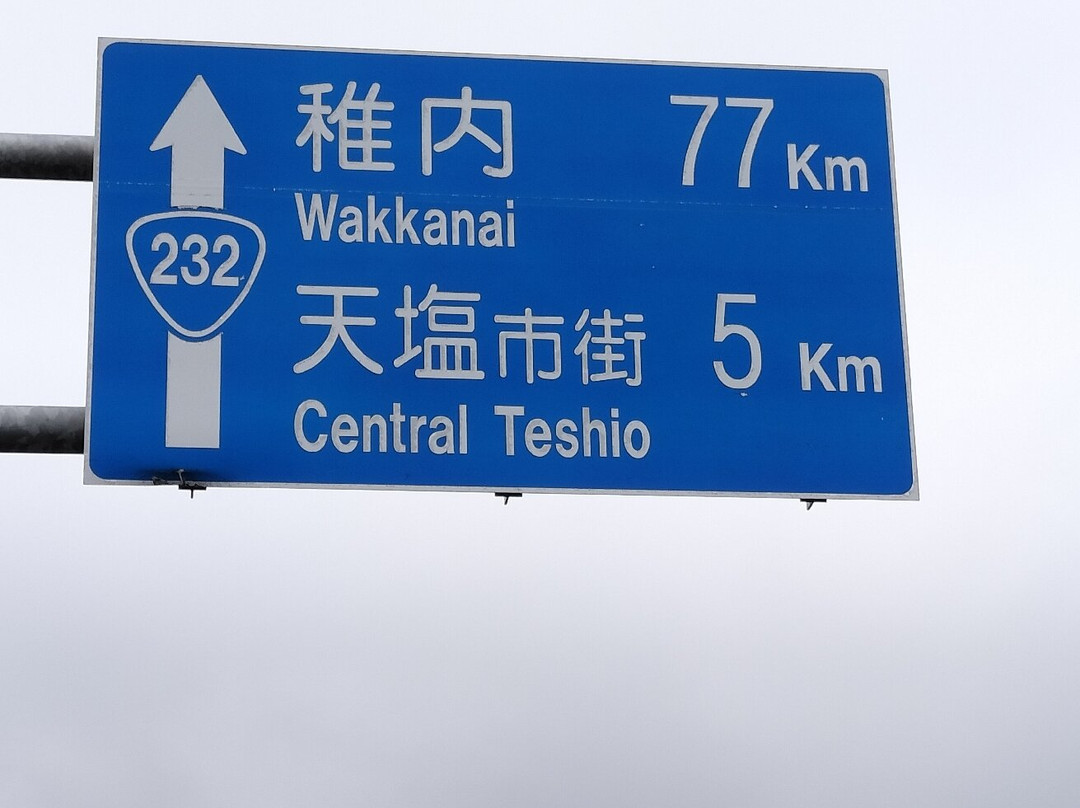 稚内 77 Km
Wakkanai
232
天塩市街 5 Km
Central Teshio